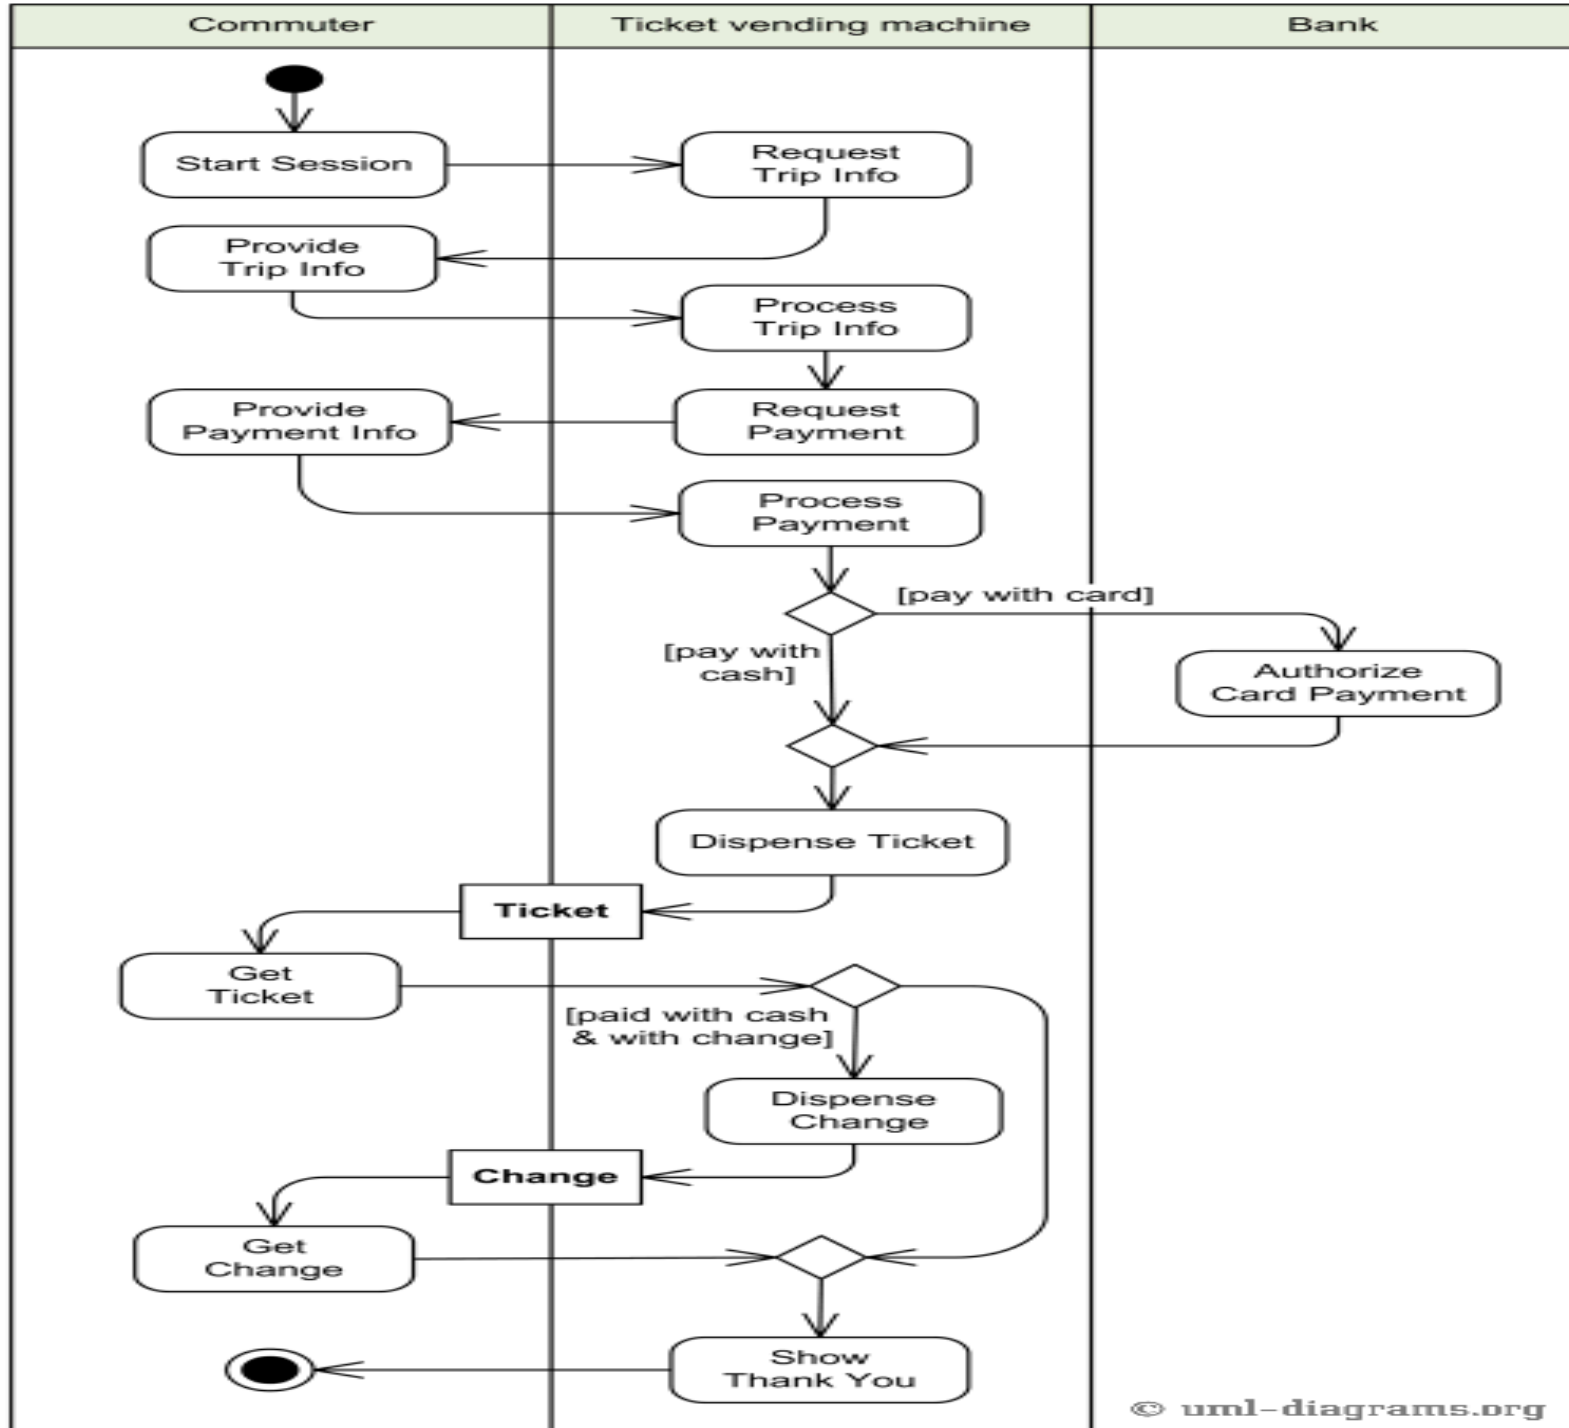 Commuter
Ticket vending machine
Bank
Start Session
Request
Trip Info
Provide
Trip Info
Process
Trip Info
Provide
Payment Info
Request
Payment
Process
Payment
[pay with card]
[pay with
cash]
Authorize
Card Payment
Dispense Ticket
Ticket
Get
Ticket
[paid with cash
& with change]
Dispense
Change
Change
Get
Change
Show
Thank You
© uml-diagrams.org